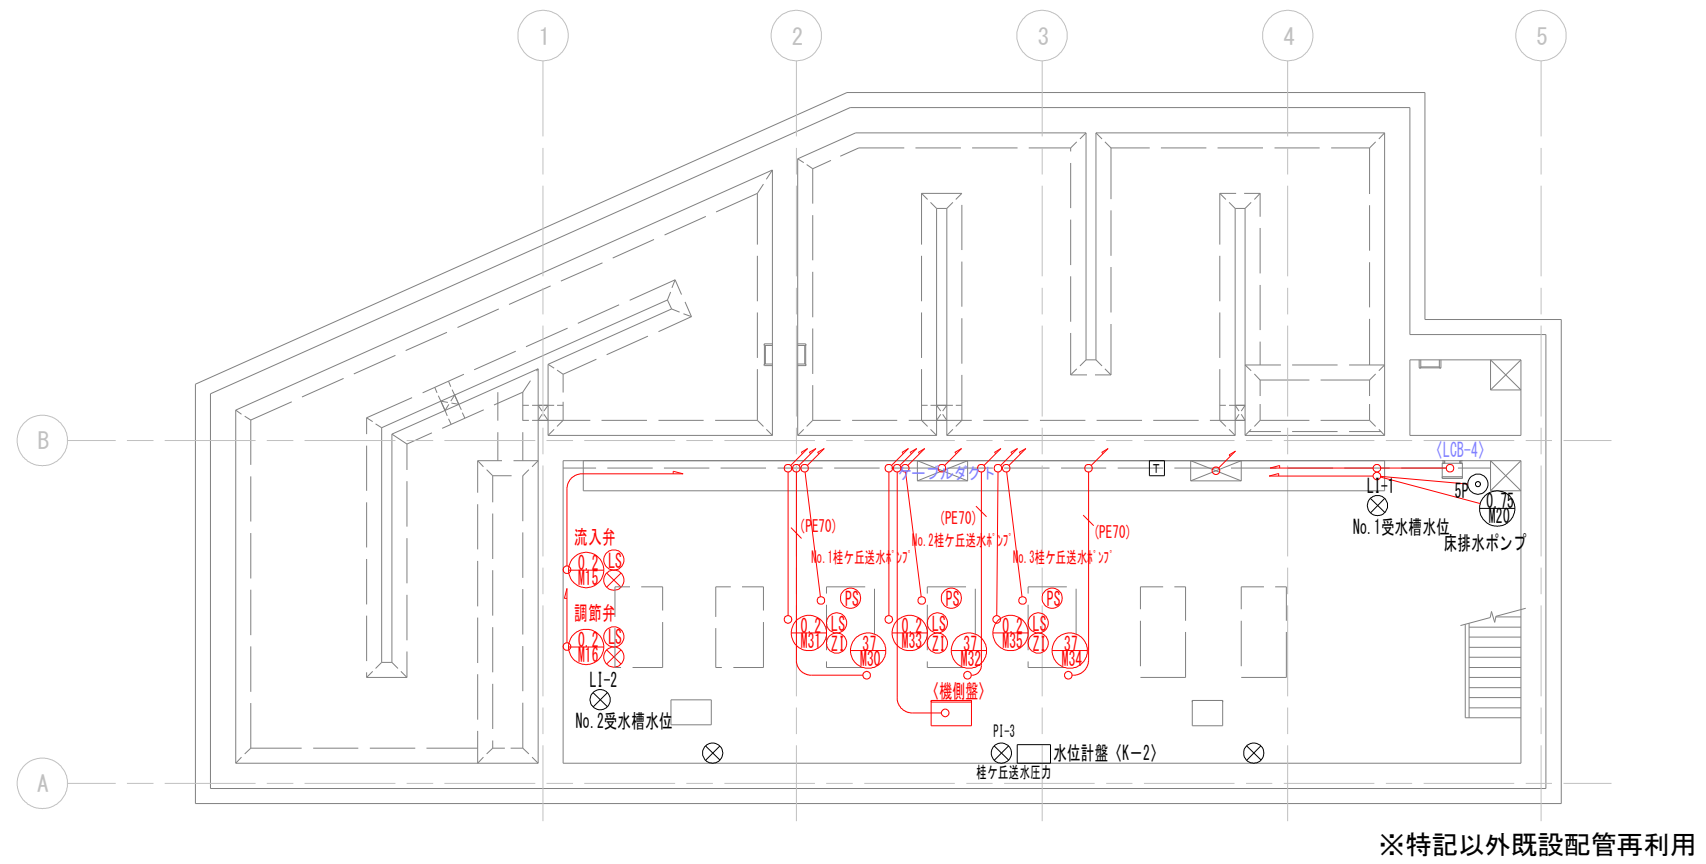 1
2
3
4
5
B
A
〈LCB-4〉
ケーブルダクト
T
LI-1
5P
0.75
M20
No.1受水槽水位
床排水ポンプ
(PE70)
(PE70)
(PE70)
No.1桂ケ丘送水ポンプ
No.2桂ケ丘送水ポンプ
No.3桂ケ丘送水ポンプ
流入弁
0.2
M15
LS
調節弁
0.2
M16
LS
PS
PS
PS
0.2
M31
LS
ZI
37
M30
0.2
M33
LS
ZI
37
M32
0.2
M35
LS
ZI
37
M34
LI-2
No.2受水槽水位
〈機側盤〉
PI-3
水位計盤〈K-2〉
桂ケ丘送水圧力
※特記以外既設配管再利用